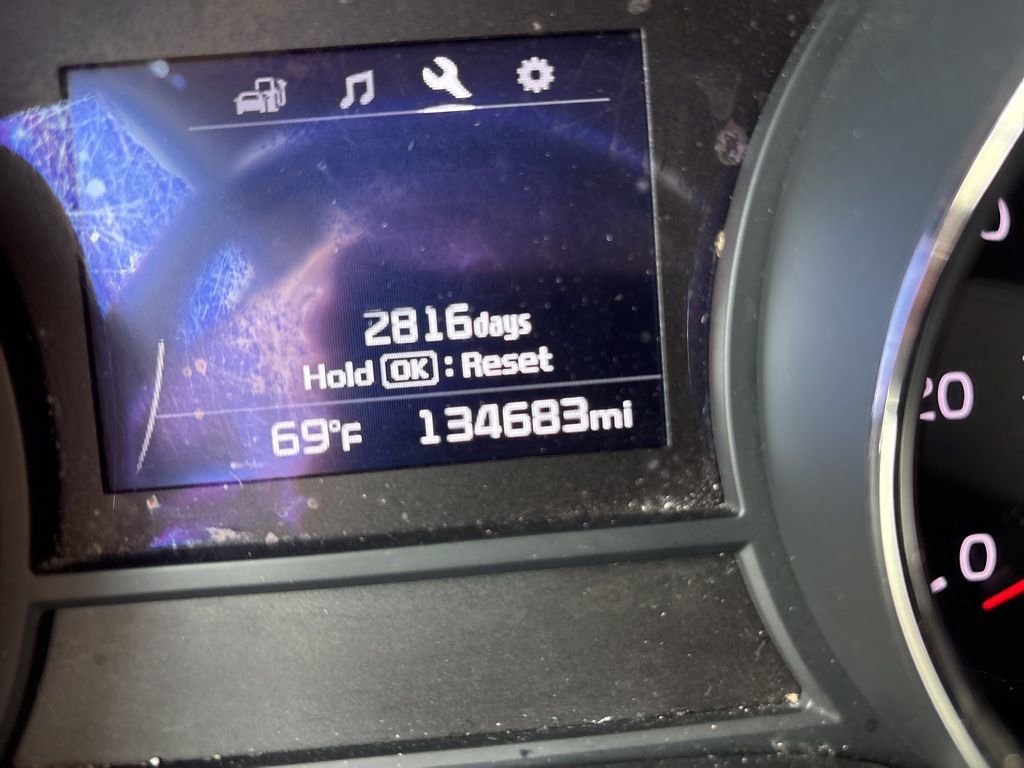 2816days
Hold OK : Reset
69°F 134683mi
20
0